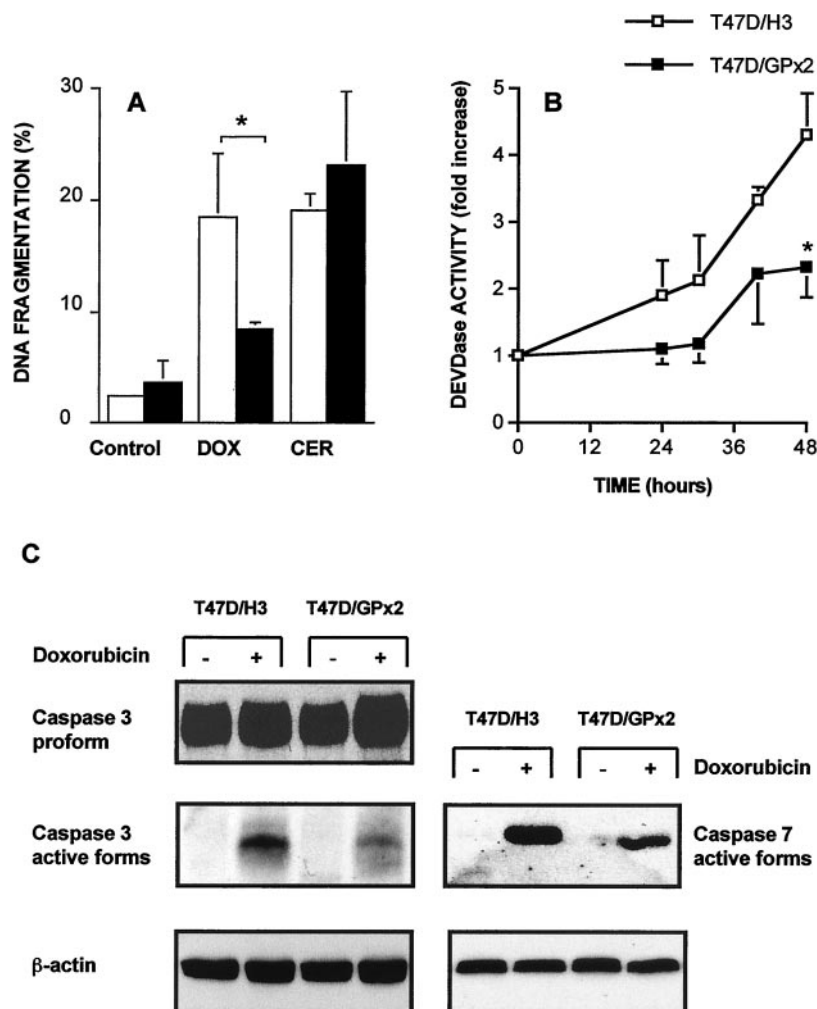 T47D/H3
T47D/GPx2
A
*
DNA FRAGMENTATION (%)
30
20
10
0
Control DOX CER
B
*
DEVDase ACTIVITY (fold increase)
5
4
3
2
1
0
0 12 24 36 48
TIME (hours)
C
T47D/H3 T47D/GPx2
Doxorubicin - + - +
Caspase 3
proform
T47D/H3 T47D/GPx2
- + - + Doxorubicin
Caspase 3
active forms
Caspase 7
active forms
β-actin